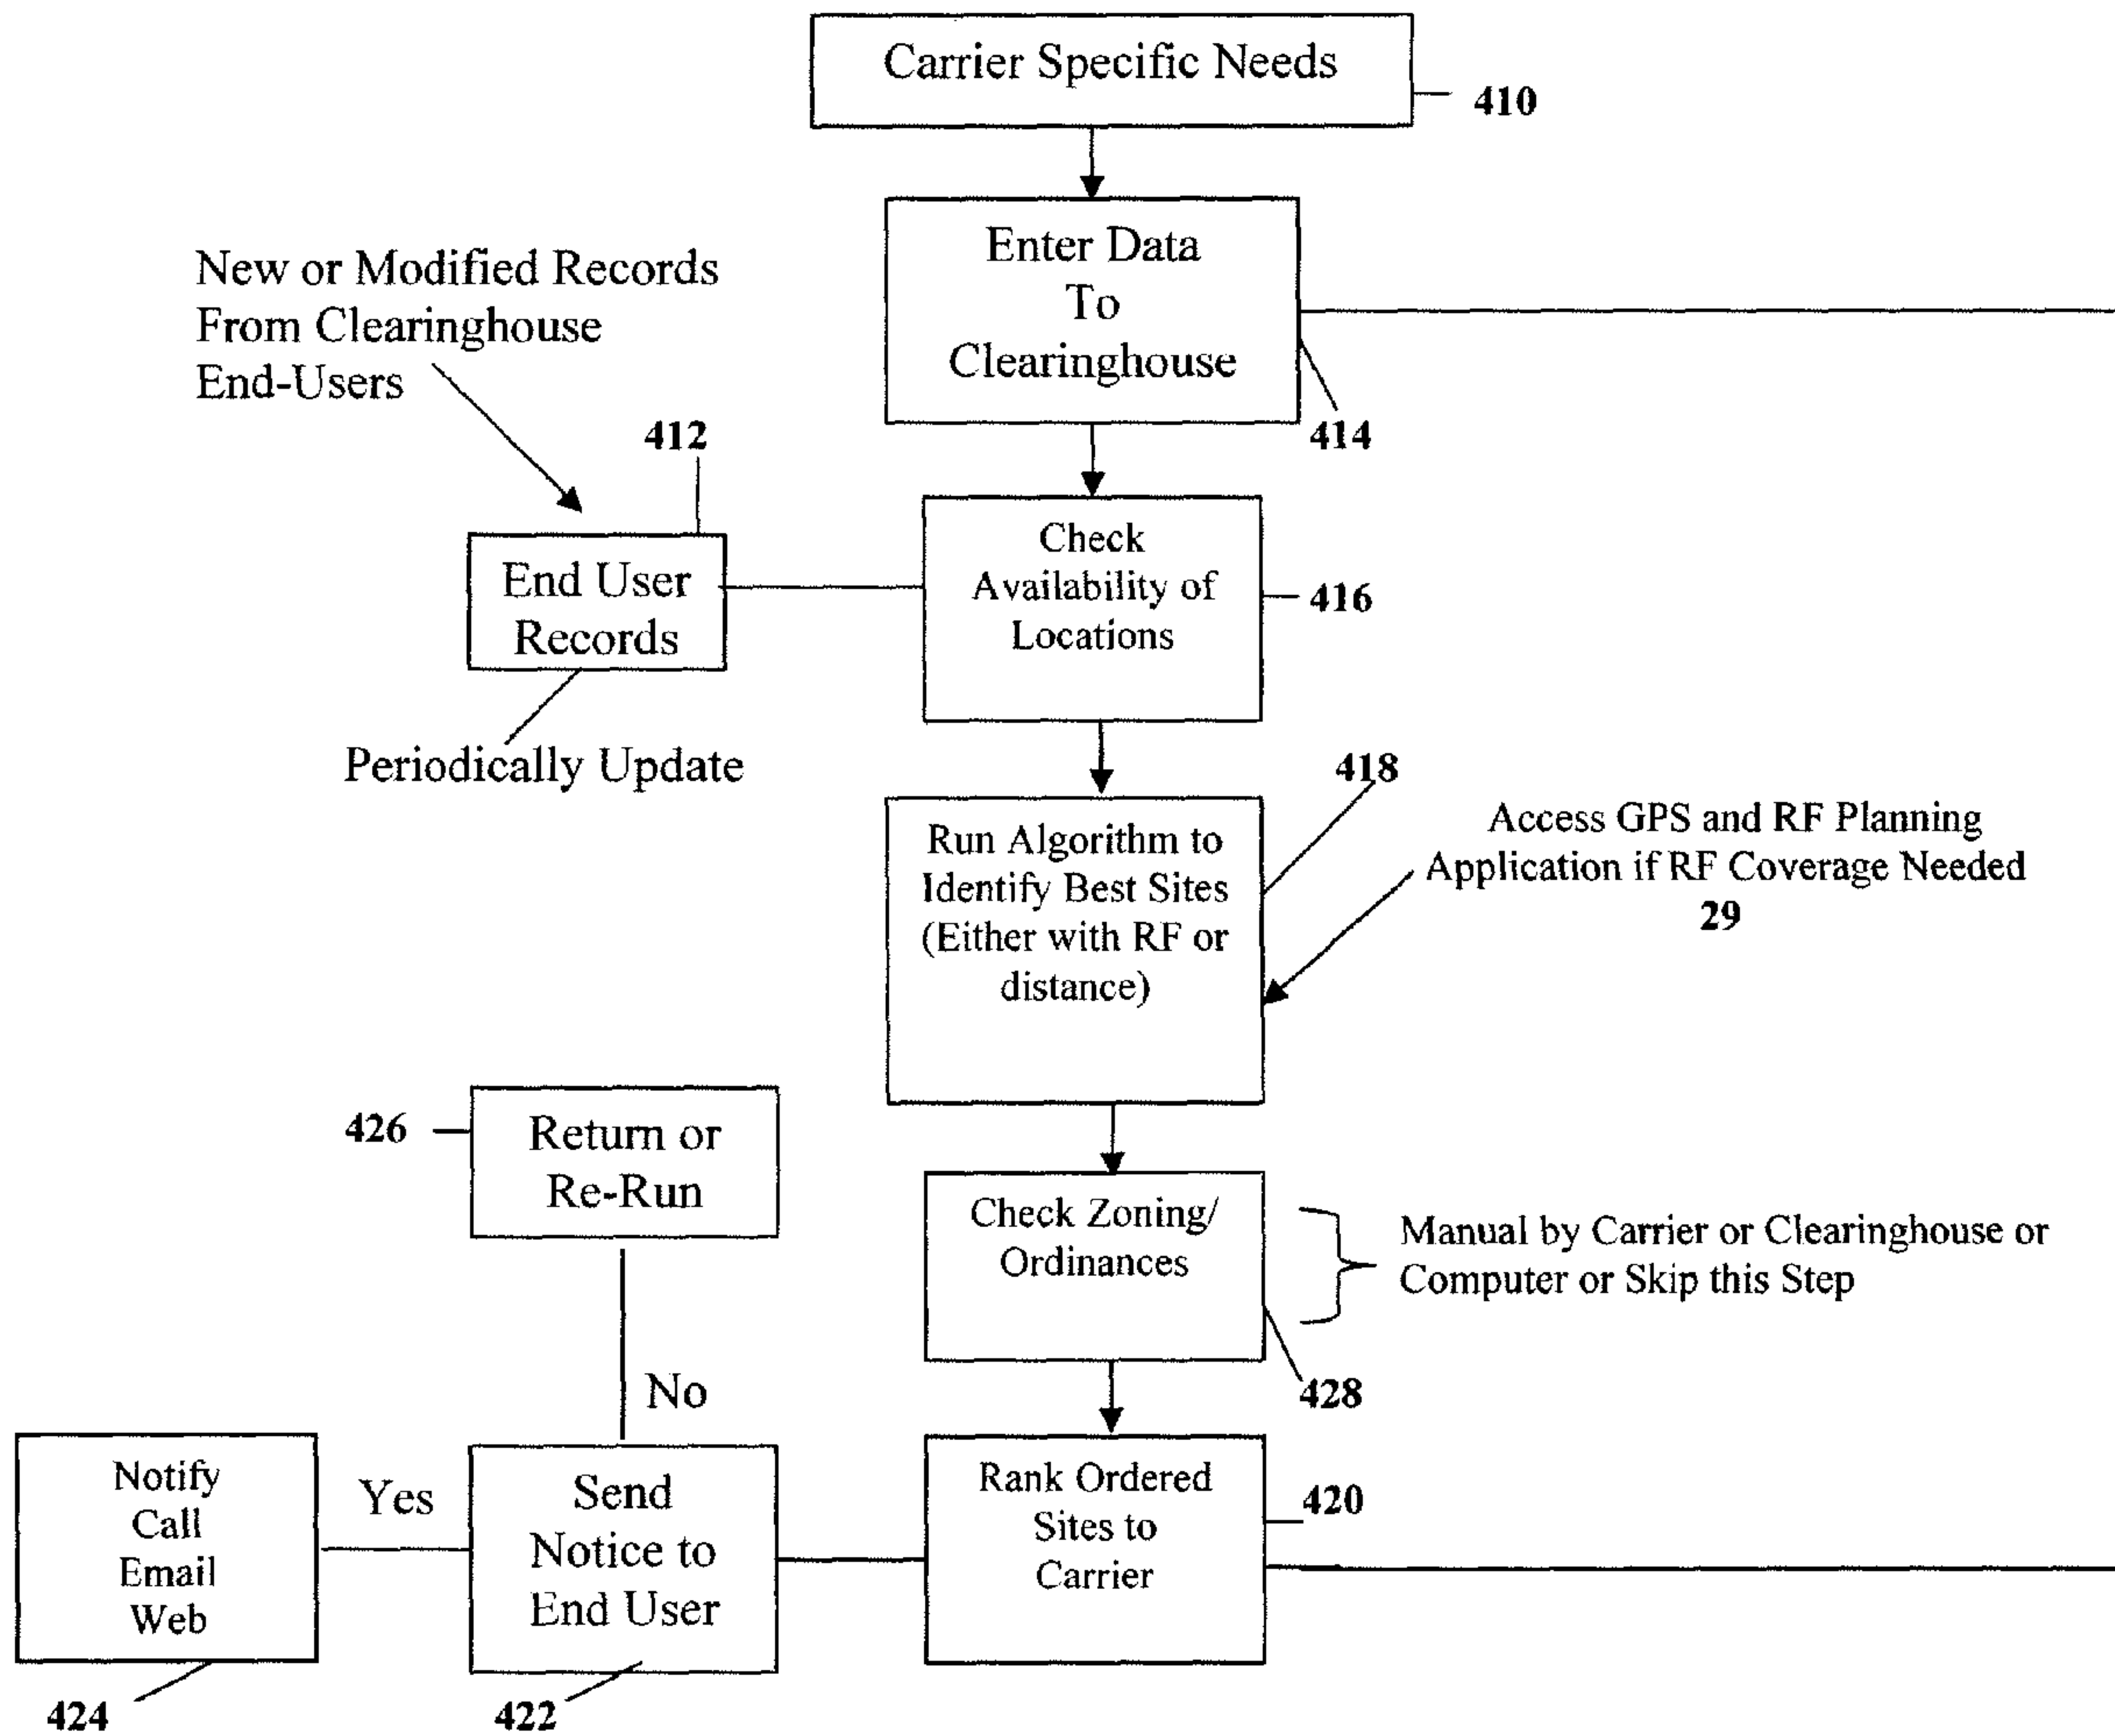 Carrier Specific Needs
410
Enter Data
To
Clearinghouse
414
New or Modified Records
From Clearinghouse
End-Users
412
End User
Records
Periodically Update
Check
Availability of
Locations
416
418
Run Algorithm to
Identify Best Sites
(Either with RF or
distance)
Access GPS and RF Planning
Application if RF Coverage Needed
29
426
Return or
Re-Run
Check Zoning/
Ordinances
Manual by Carrier or Clearinghouse or
Computer or Skip this Step
428
No
Notify
Call
Email
Web
Yes
Send
Notice to
End User
Rank Ordered
Sites to
Carrier
420
424
422